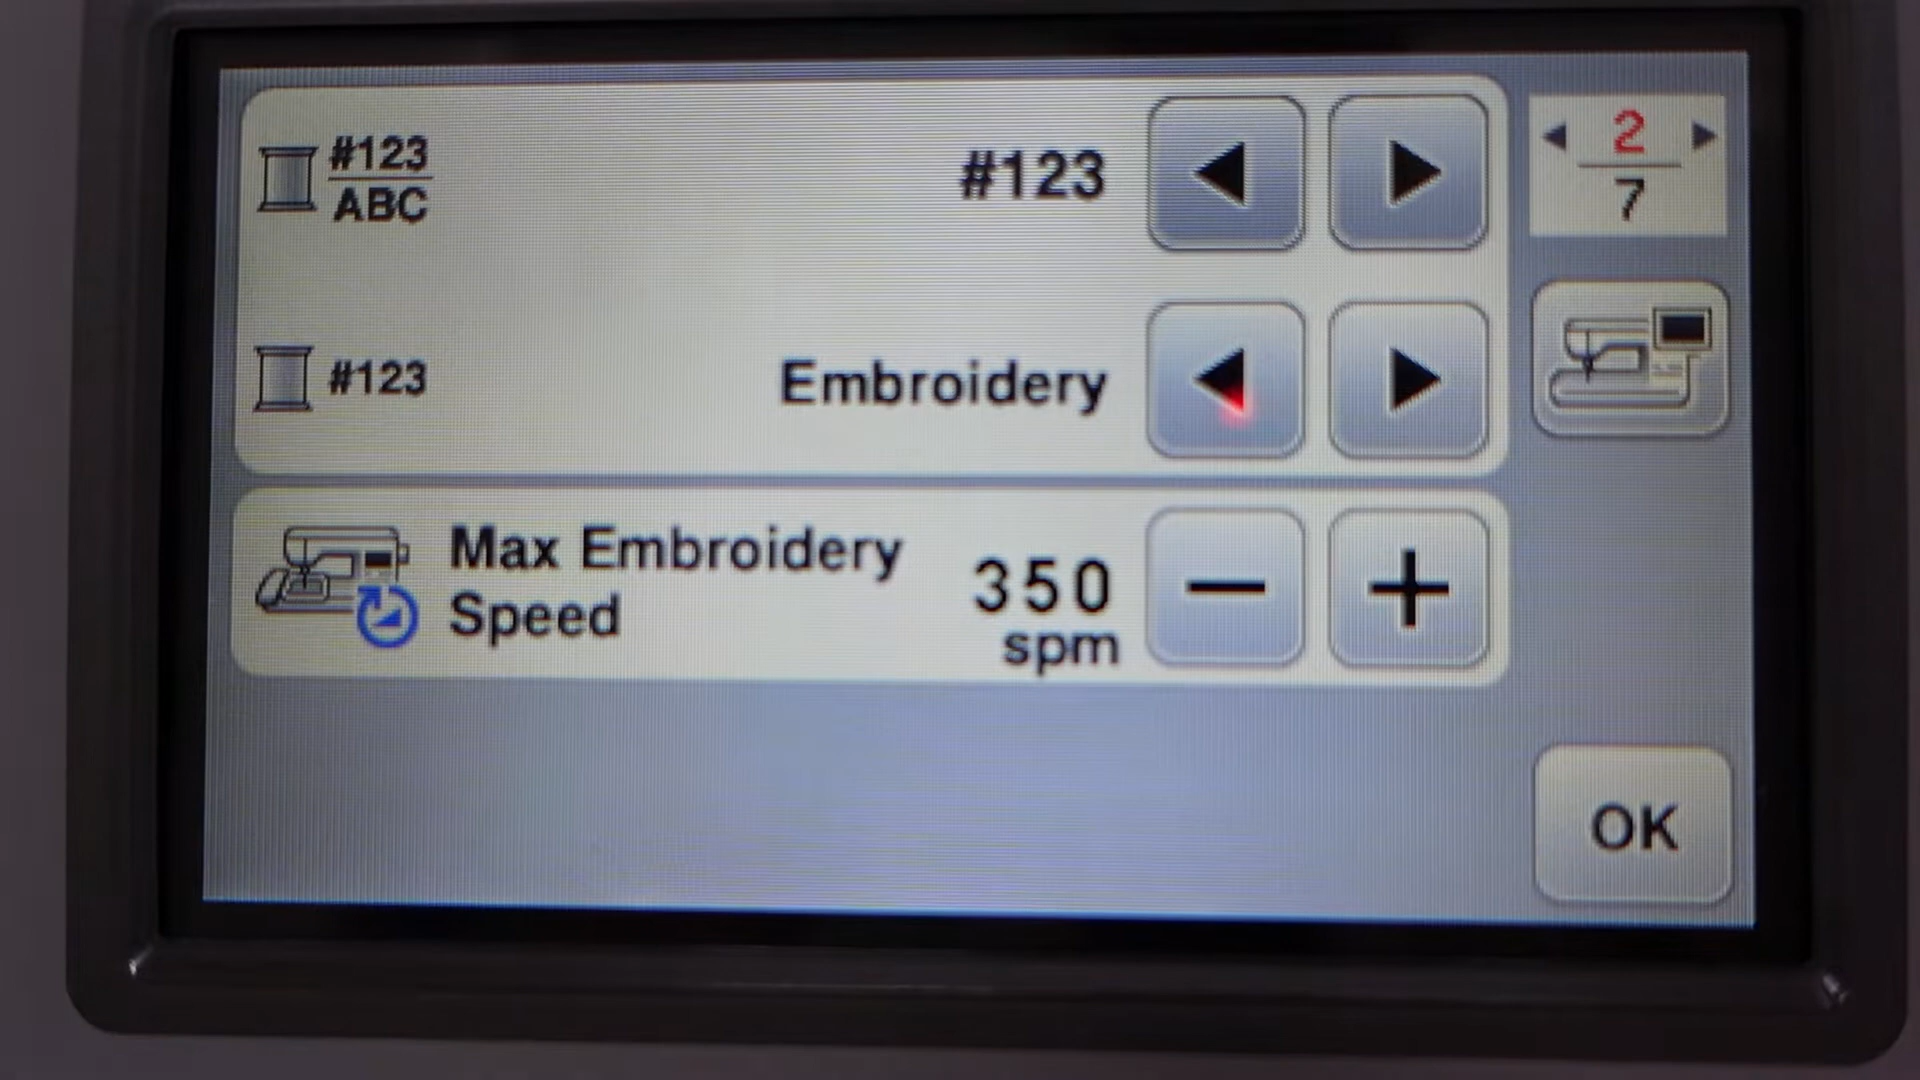 #123
ABC
#123
2
7
#123
Embroidery
Max Embroidery
Speed
350
spm
OK